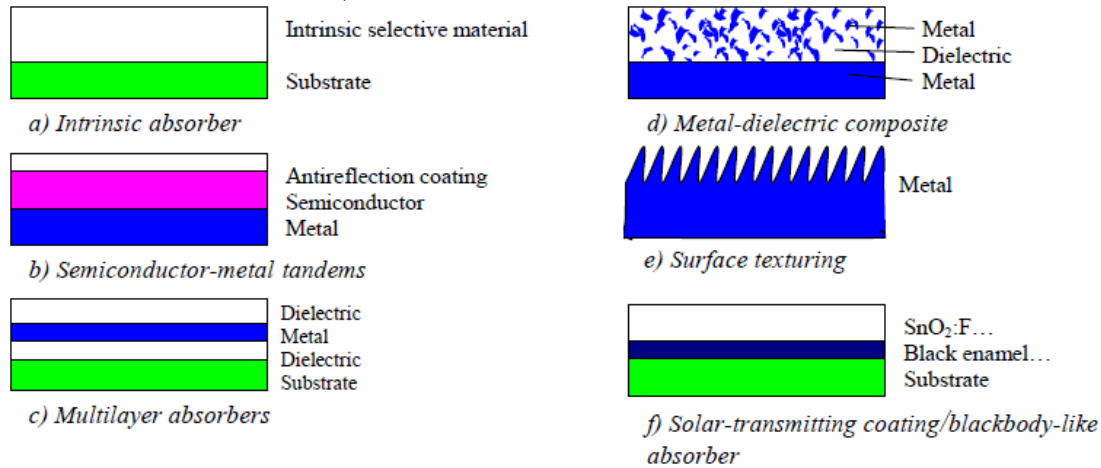 Intrinsic selective material
Substrate
a) Intrinsic absorber
Antireflection coating
Semiconductor
Metal
b) Semiconductor-metal tandems
Dielectric
Metal
Dielectric
Substrate
c) Multilayer absorbers
Metal
Dielectric
Metal
d) Metal-dielectric composite
Metal
e) Surface texturing
SnO₂:F…
Black enamel…
Substrate
f) Solar-transmitting coating/blackbody-like
absorber